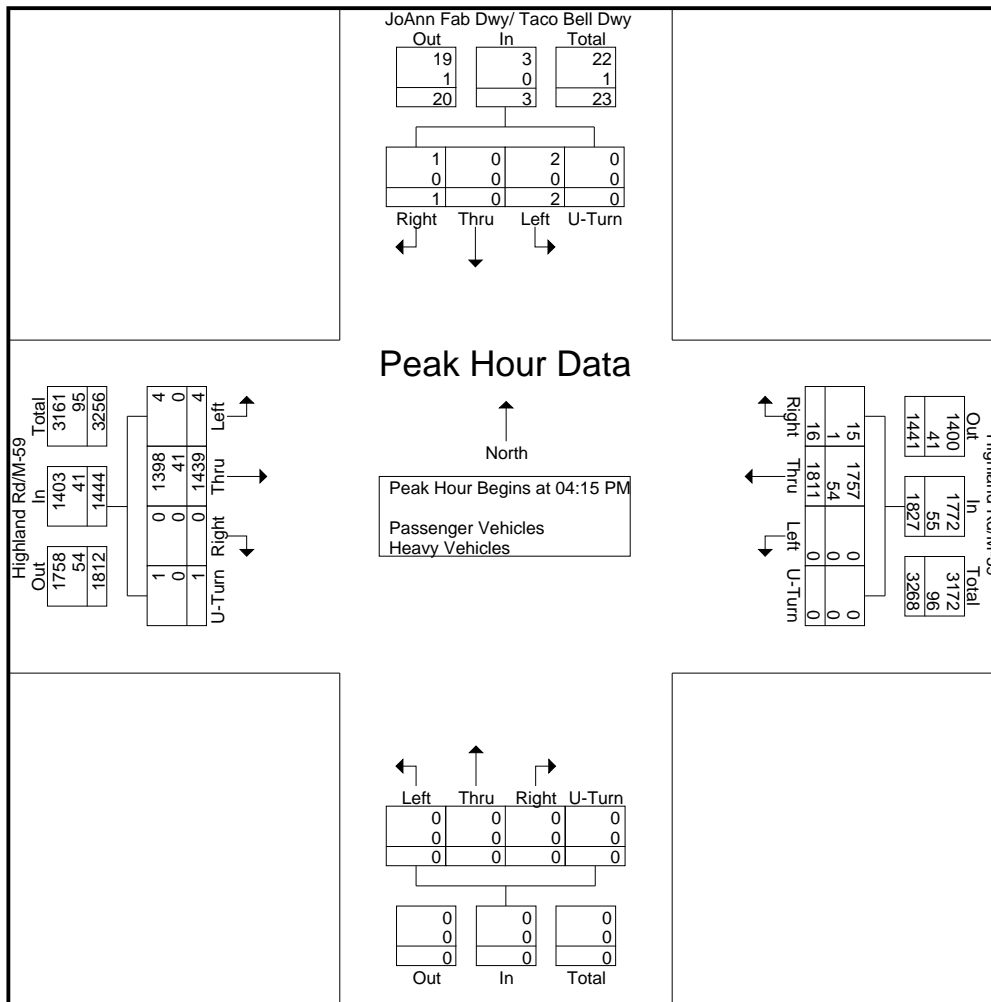 JoAnn Fab Dwy/ Taco Bell Dwy
Out In Total
19 3 22
1 0 1
20 3 23
1 0 2 0
0 0 0 0
1 0 2 0
Right Thru Left U-Turn
Peak Hour Data
North
Peak Hour Begins at 04:15 PM
Passenger Vehicles
Heavy Vehicles
Highland Rd/M-59
Out In Total
1758 1403 3161
54 41 95
1812 1444 3256
1 0 1398 4
0 0 41 0
1 0 1439 4
U-Turn Right Thru Left
Highland Rd/M-59
Out In Total
1400 1772 3172
41 55 96
1441 1827 3268
15 1757 0 0
1 54 0 0
16 1811 0 0
Right Thru Left U-Turn
Left Thru Right U-Turn
0 0 0 0
0 0 0 0
0 0 0 0
0 0 0
0 0 0
0 0 0
Out In Total